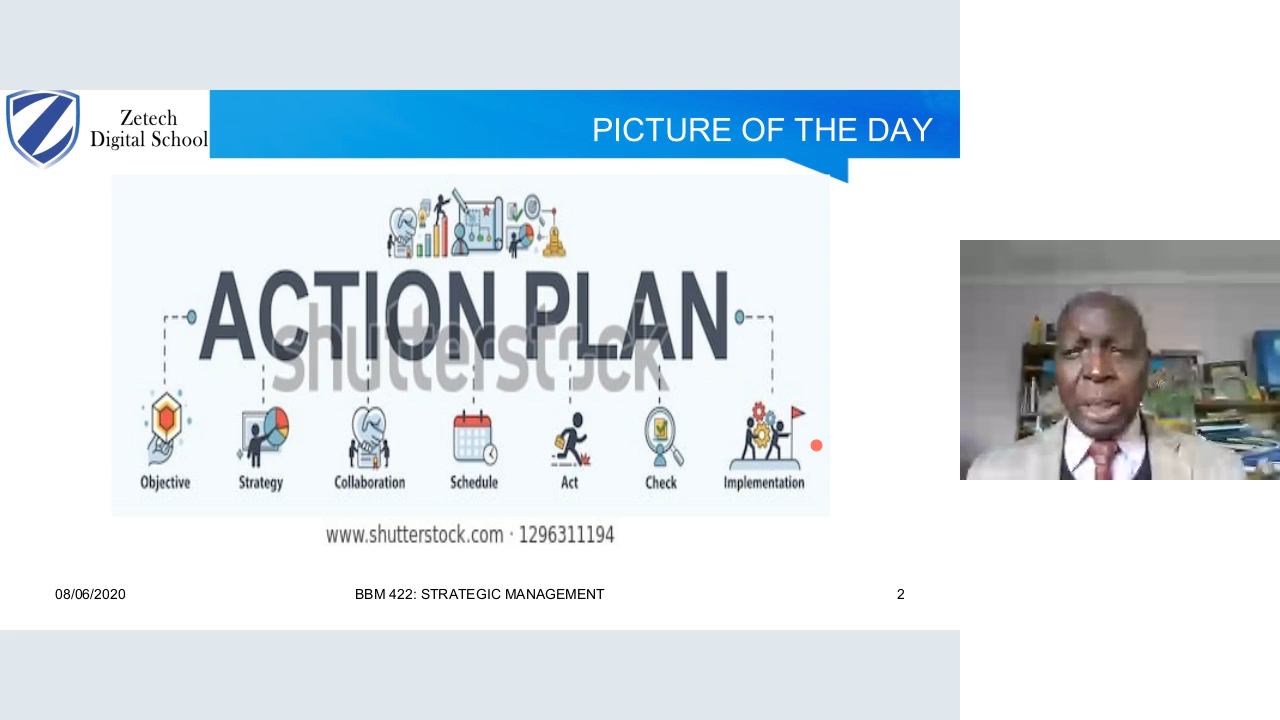 Zetech
Digital School
PICTURE OF THE DAY
ACTION PLAN
shutterstock
Objective
Strategy
Collaboration
Schedule
Act
Check
Implementation
www.shutterstock.com · 1296311194
08/06/2020
BBM 422: STRATEGIC MANAGEMENT
2